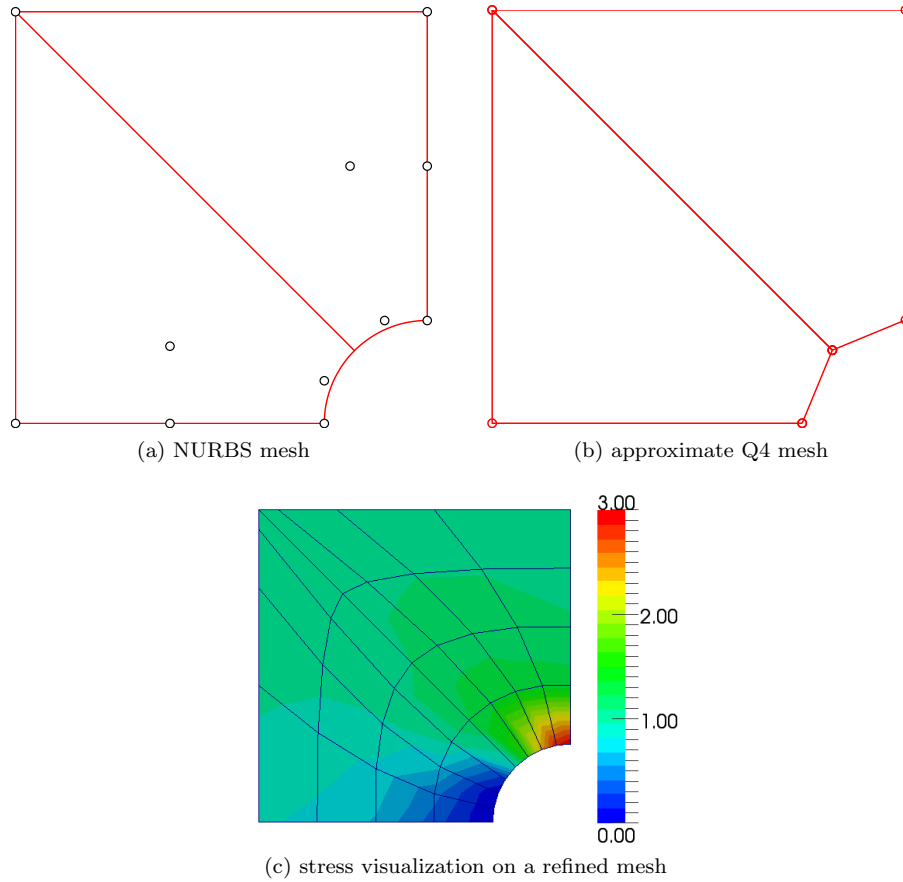 (a) NURBS mesh
(b) approximate Q4 mesh
3.00
2.00
1.00
0.00
(c) stress visualization on a refined mesh